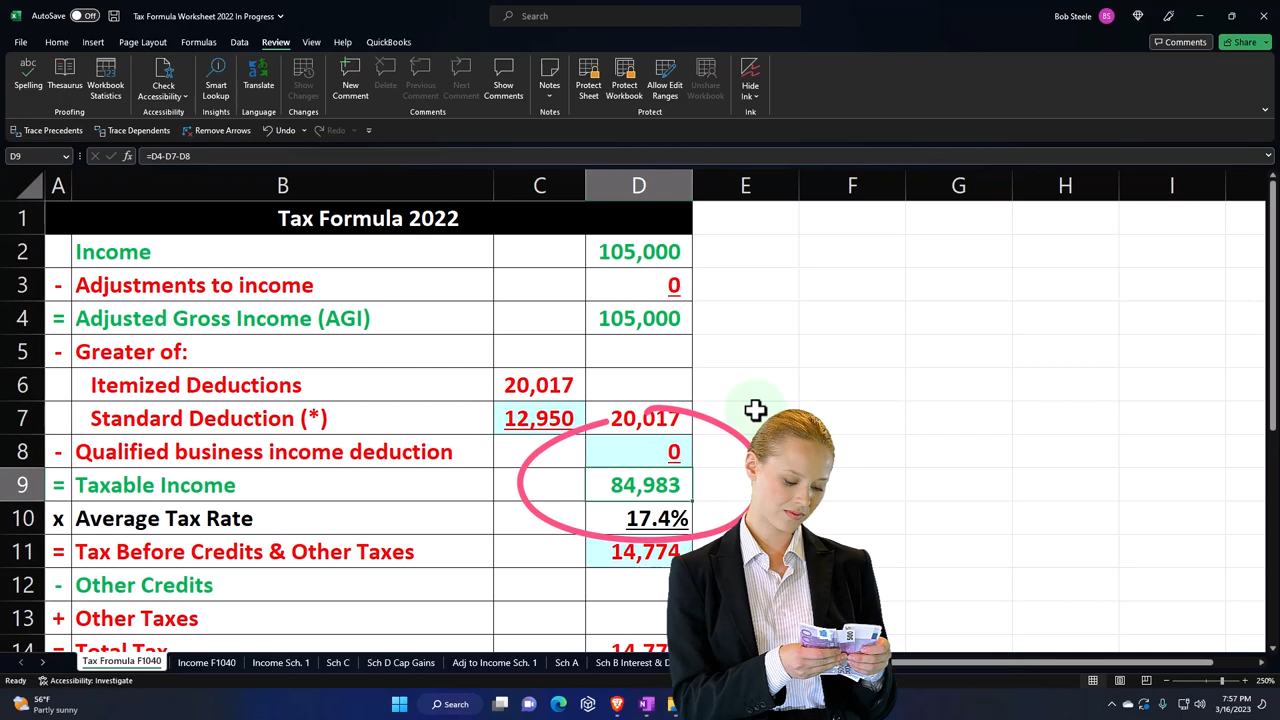 AutoSave Off Tax Formula Worksheet 2022 In Progress Search Bob Steele BS
File Home Insert Page Layout Formulas Data Review View Help QuickBooks Comments Share
Spelling Thesaurus Workbook Statistics Check Accessibility Smart Lookup Translate Show Changes New Comment Delete Previous Comment Next Comment Show Comments Notes Protect Sheet Protect Workbook Allow Edit Ranges Unshare Workbook Hide Ink
Proofing Accessibility Insights Language Changes Comments Notes Protect Ink
Trace Precedents Trace Dependents Remove Arrows Undo Redo
D9 fx =D4-D7-D8
A B C D E F G H I
1 Tax Formula 2022
2 Income 105,000
3 - Adjustments to income 0
4 = Adjusted Gross Income (AGI) 105,000
5 - Greater of:
6 Itemized Deductions 20,017
7 Standard Deduction (*) 12,950 20,017
8 - Qualified business income deduction 0
9 = Taxable Income 84,983
10 x Average Tax Rate 17.4%
11 = Tax Before Credits & Other Taxes 14,774
12 - Other Credits
13 + Other Taxes
14 = Total Tax
Tax Fromula F1040 Income F1040 Income Sch. 1 Sch C Sch D Cap Gains Adj to Income Sch. 1 Sch A Sch B Interest &
Ready Accessibility: Investigate 250%
56°F Search 7:57 PM
Partly sunny 3/16/2023